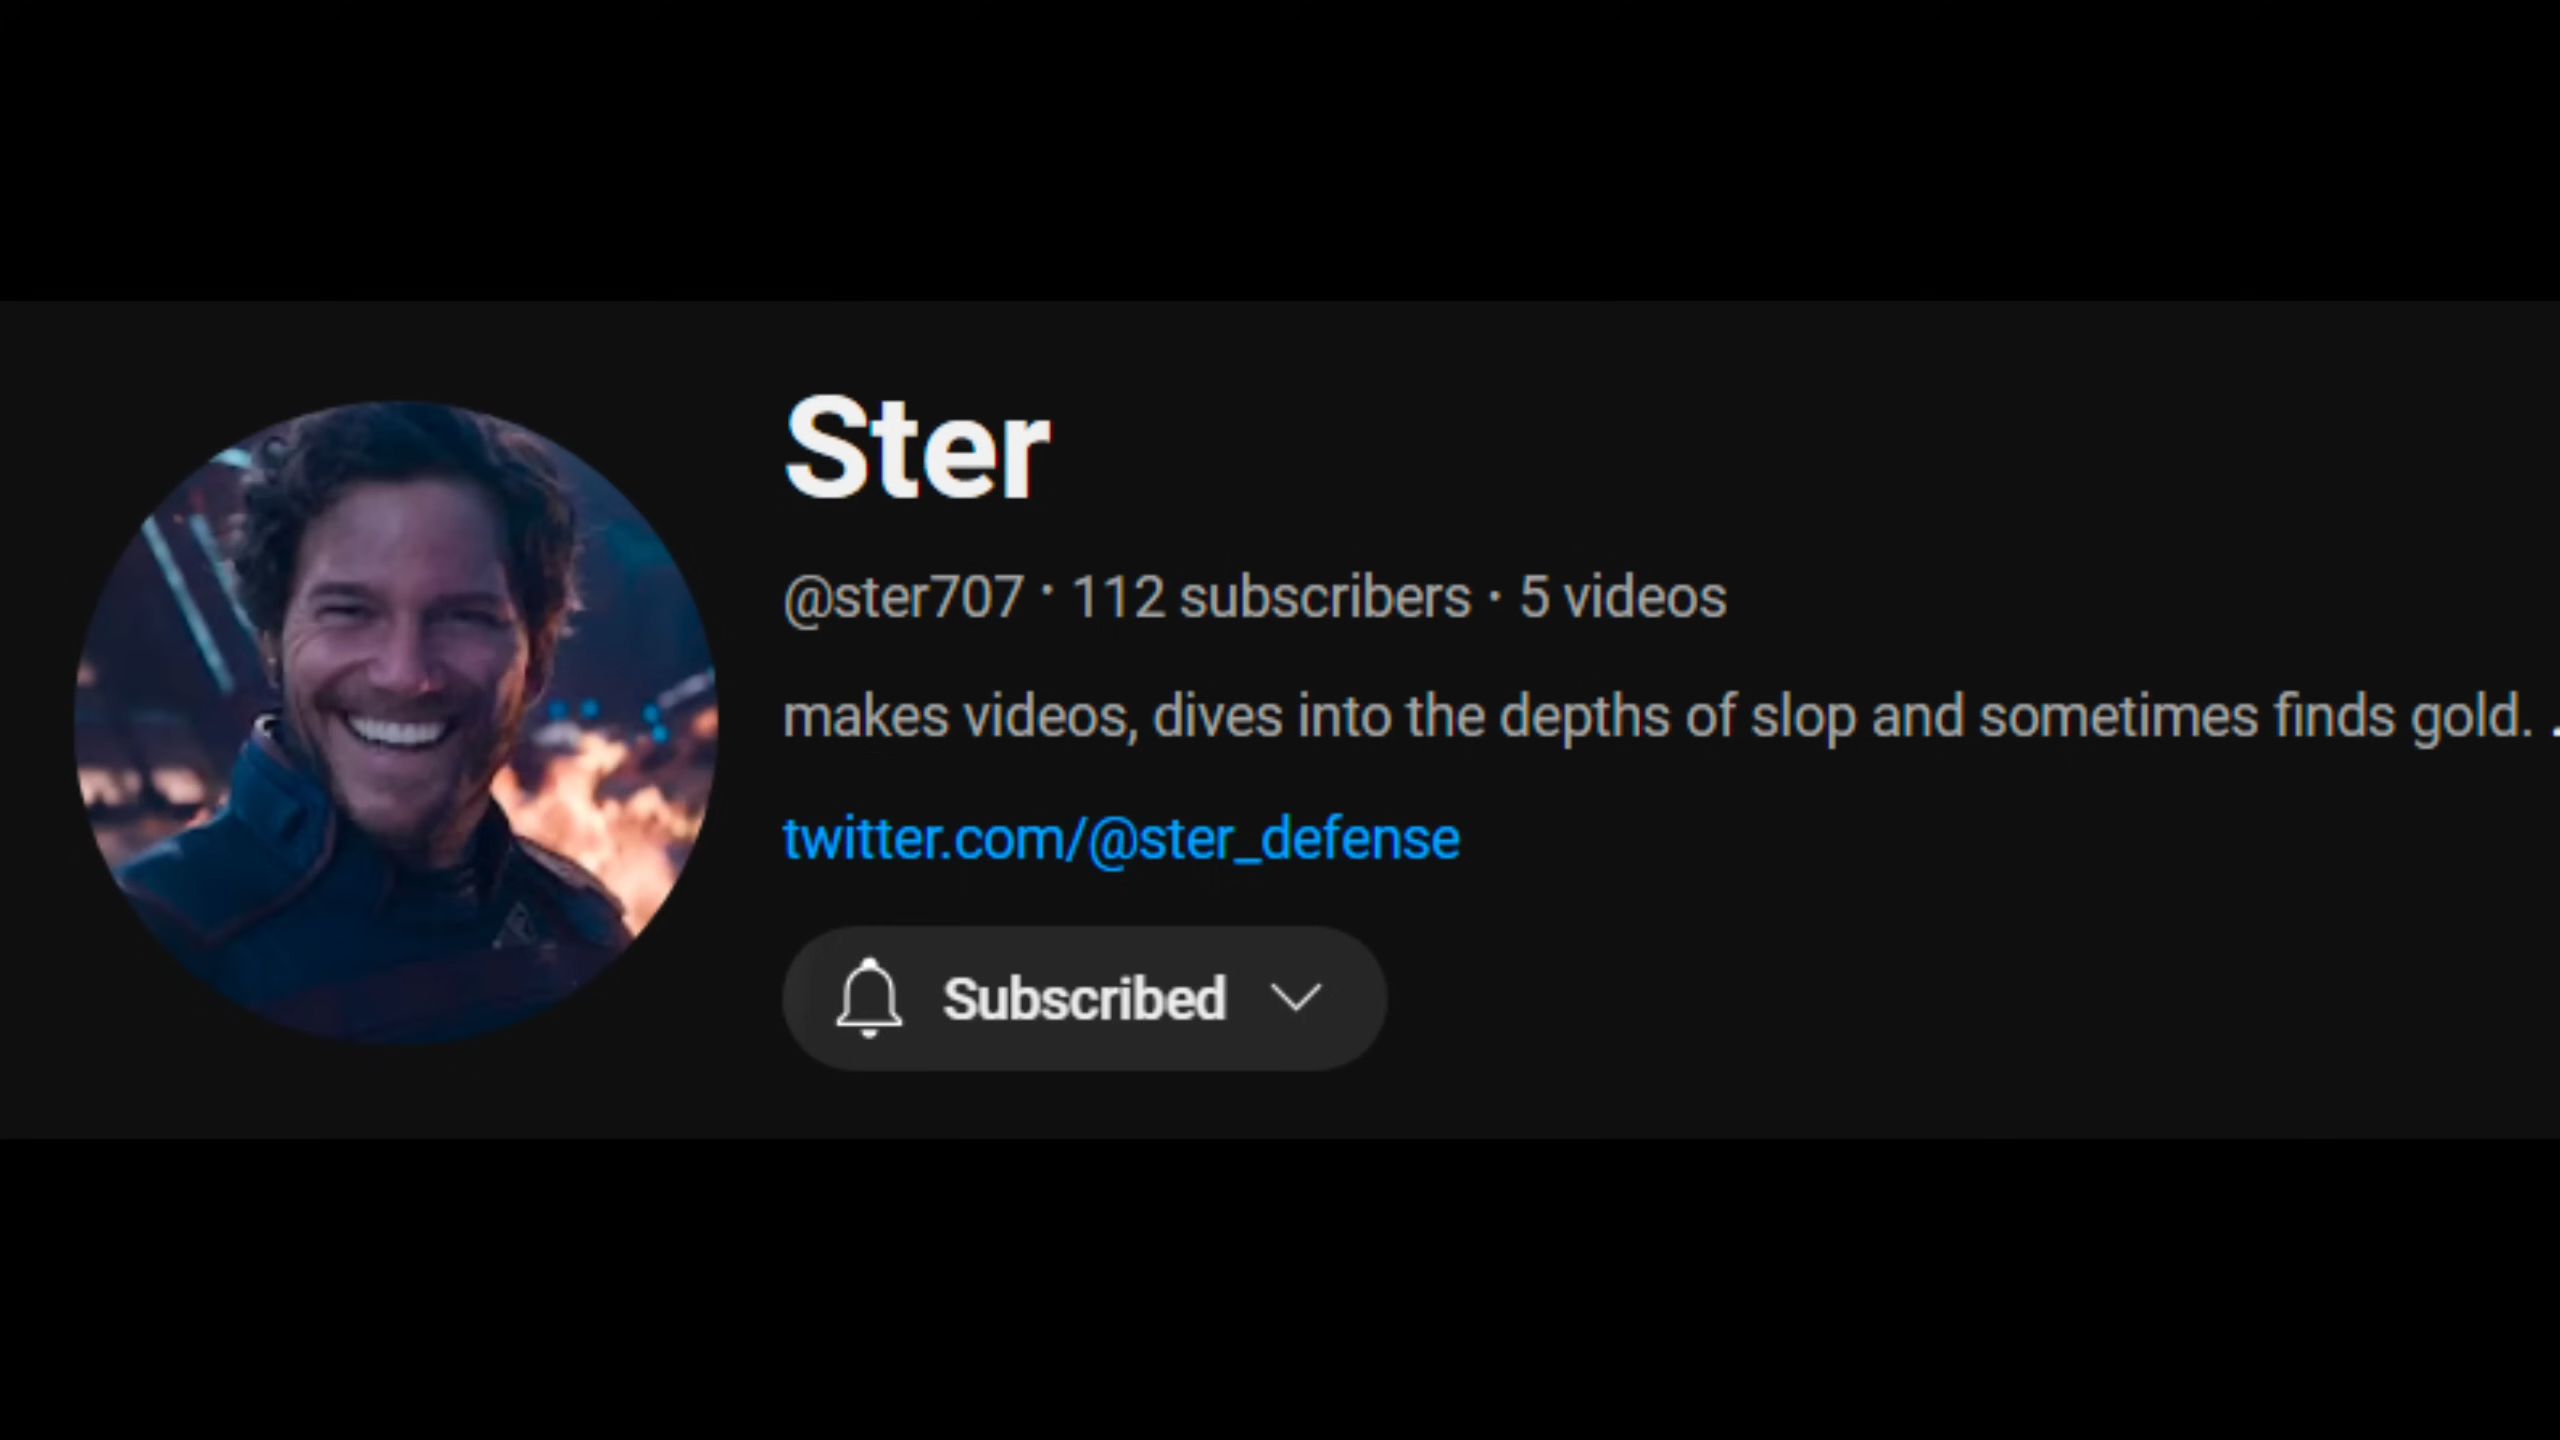 Ster
@ster707 · 112 subscribers · 5 videos
makes videos, dives into the depths of slop and sometimes finds gold. .
twitter.com/@ster_defense
Subscribed